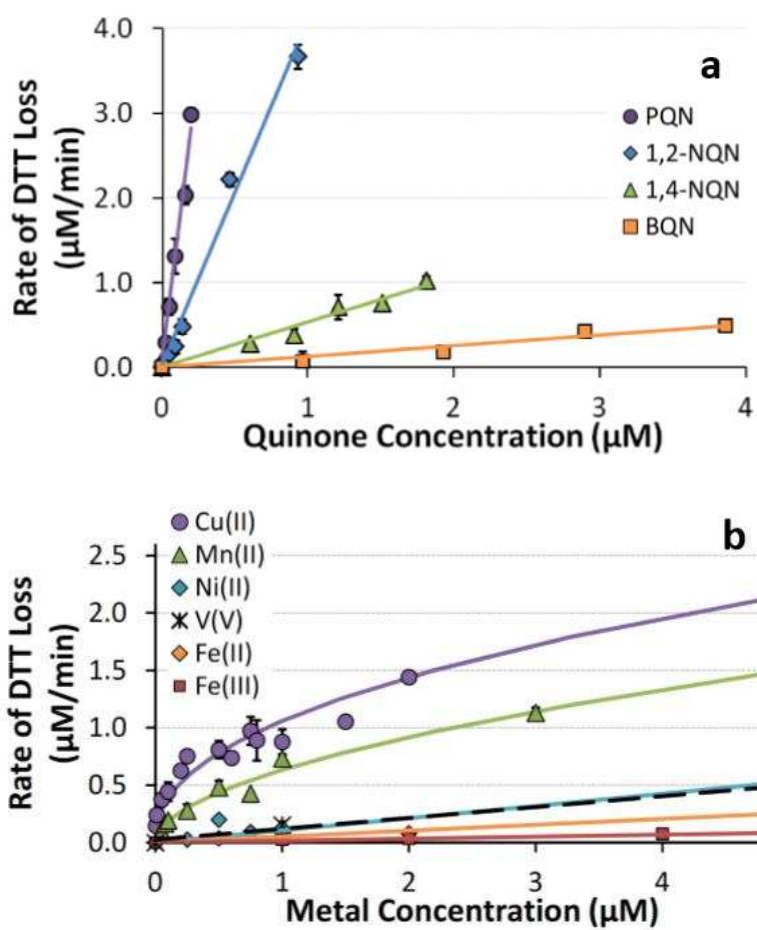 4.0
a
3.0
2.0
1.0
0.0
Rate of DTT Loss
(μM/min)
PQN
1,2-NQN
1,4-NQN
BQN
0
1
2
3
4
Quinone Concentration (μM)
Cu(II)
Mn(II)
Ni(II)
V(V)
Fe(II)
Fe(III)
b
2.5
2.0
1.5
1.0
0.5
0.0
Rate of DTT Loss
(μM/min)
0
1
2
3
4
Metal Concentration (μM)